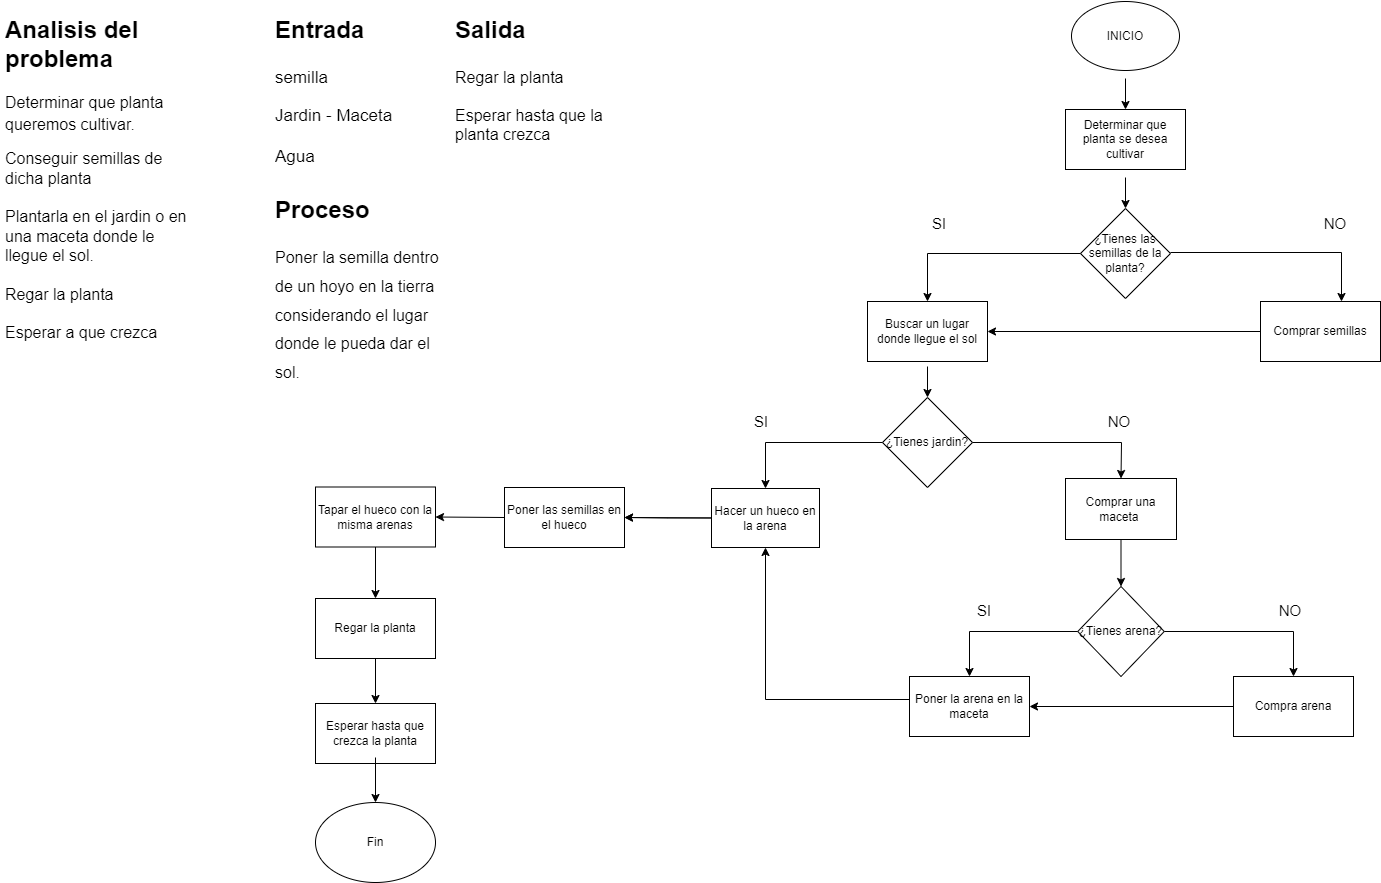 Analisis del
problema
Determinar que planta
queremos cultivar.
Conseguir semillas de
dicha planta
Plantarla en el jardin o en
una maceta donde le
llegue el sol.
Regar la planta
Esperar a que crezca
Entrada
semilla
Jardin - Maceta
Agua
Proceso
Poner la semilla dentro
de un hoyo en la tierra
considerando el lugar
donde le pueda dar el
sol.
Salida
Regar la planta
Esperar hasta que la
planta crezca
INICIO
Determinar que
planta se desea
cultivar
¿Tienes las
semillas de la
planta?
SI
NO
Buscar un lugar
donde llegue el sol
Comprar semillas
¿Tienes jardin?
SI
NO
Hacer un hueco en
la arena
Comprar una
maceta
¿Tienes arena?
SI
NO
Poner la arena en la
maceta
Compra arena
Poner las semillas en
el hueco
Tapar el hueco con la
misma arenas
Regar la planta
Esperar hasta que
crezca la planta
Fin